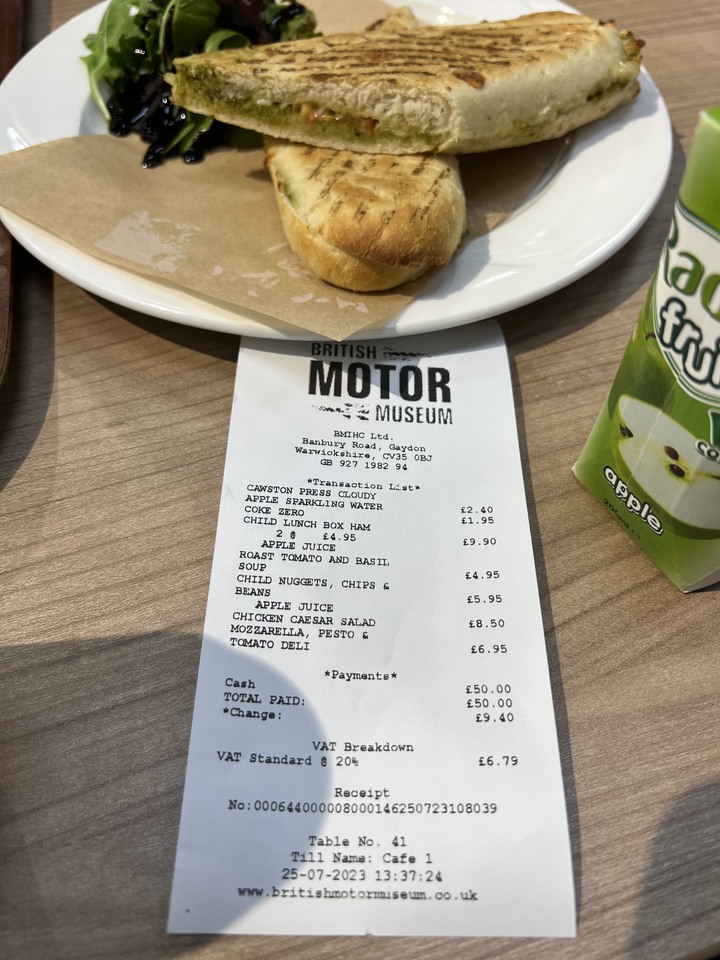 BRITISH
MOTOR
MUSEUM
BMIHC Ltd.
Banbury Road, Gaydon
Warwickshire, CV35 0BJ
GB 927 1982 94
*Transaction List*
CAWSTON PRESS CLOUDY
APPLE SPARKLING WATER £2.40
COKE ZERO £1.95
CHILD LUNCH BOX HAM
2 @ £4.95 £9.90
APPLE JUICE
ROAST TOMATO AND BASIL
SOUP £4.95
CHILD NUGGETS, CHIPS &
BEANS £5.95
APPLE JUICE
CHICKEN CAESAR SALAD £8.50
MOZZARELLA, PESTO &
TOMATO DELI £6.95
*Payments*
Cash £50.00
TOTAL PAID: £50.00
*Change: £9.40
VAT Breakdown
VAT Standard @ 20% £6.79
Receipt
No:000644000008000146250723108039
Table No. 41
Till Name: Cafe 1
25-07-2023 13:37:24
www.britishmotormuseum.co.uk
apple